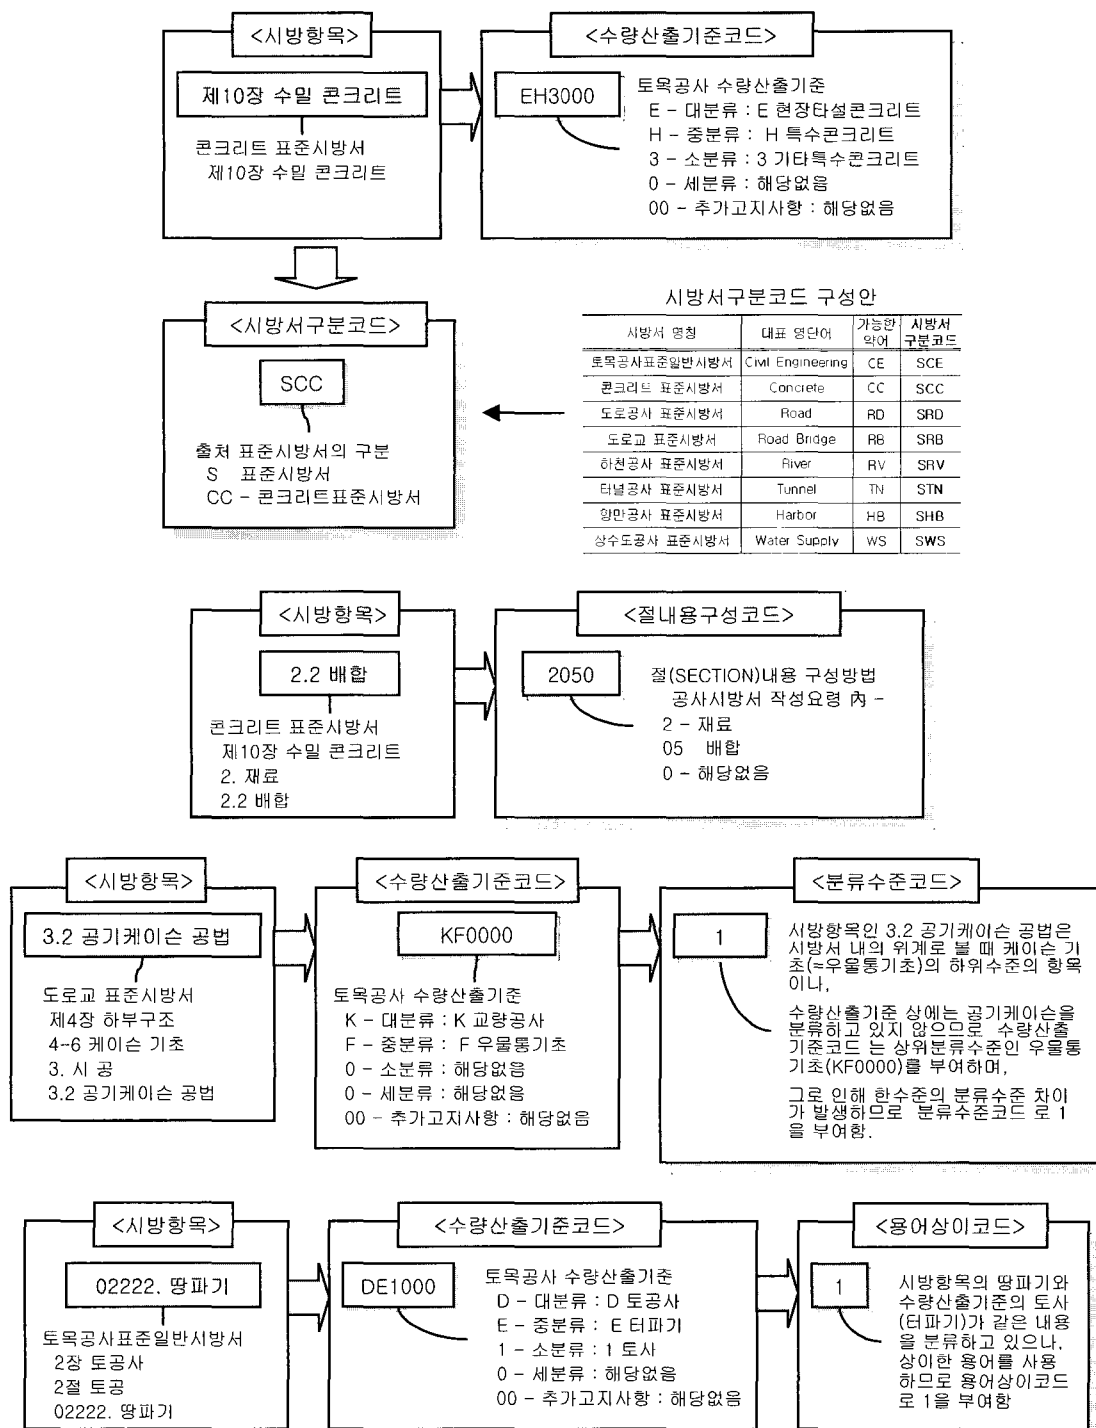 <시방항목>
제10장 수밀 콘크리트
콘크리트 표준시방서
제10장 수밀 콘크리트
<수량산출기준코드>
EH3000
토목공사 수량산출기준
E - 대분류 : E 현장타설콘크리트
H - 중분류 : H 특수콘크리트
3 - 소분류 : 3 기타특수콘크리트
0 - 세분류 : 해당없음
00 - 추가고지사항 : 해당없음
<시방서구분코드>
SCC
출처 표준시방서의 구분
S 표준시방서
CC - 콘크리트표준시방서
시방서구분코드 구성안
시방서 명칭 대표 영단어 가능한 약어 시방서 구분코드
토목공사표준일반시방서 Civil Engineering CE SCE
콘크리트 표준시방서 Concrete CC SCC
도로공사 표준시방서 Road RD SRD
도로교 표준시방서 Road Bridge RB SRB
하천공사 표준시방서 River RV SRV
터널공사 표준시방서 Tunnel TN STN
항만공사 표준시방서 Harbor HB SHB
상수도공사 표준시방서 Water Supply WS SWS
<시방항목>
2.2 배합
콘크리트 표준시방서
제10장 수밀 콘크리트
2. 재료
2.2 배합
<절내용구성코드>
2050
절(SECTION)내용 구성방법
공사시방서 작성요령 內 -
2 - 재료
05 배합
0 - 해당없음
<시방항목>
3.2 공기케이슨 공법
도로교 표준시방서
제4장 하부구조
4-6 케이슨 기초
3. 시 공
3.2 공기케이슨 공법
<수량산출기준코드>
KF0000
토목공사 수량산출기준
K - 대분류 : K 교량공사
F - 중분류 : F 우물통기초
0 - 소분류 : 해당없음
0 - 세분류 : 해당없음
00 - 추가고지사항 : 해당없음
<분류수준코드>
1
시방항목인 3.2 공기케이슨 공법은
시방서 내의 위계로 볼 때 케이슨 기
초(=우물통기초)의 하위수준의 항목
이나,
수량산출기준 상에는 공기케이슨을
분류하고 있지 않으므로 수량산출
기준코드 는 상위분류수준인 우물통
기초(KF0000)를 부여하며,
그로 인해 한수준의 분류수준 차이
가 발생하므로 분류수준코드 로 1
을 부여함.
<시방항목>
02222. 땅파기
토목공사표준일반시방서
2장 토공사
2절 토공
02222. 땅파기
<수량산출기준코드>
DE1000
토목공사 수량산출기준
D - 대분류 : D 토공사
E - 중분류 : E 터파기
1 - 소분류 : 1 토사
0 - 세분류 : 해당없음
00 - 추가고지사항 : 해당없음
<용어상이코드>
1
시방항목의 땅파기와
수량산출기준의 토사
(터파기)가 같은 내용
을 분류하고 있으나,
상이한 용어를 사용
하므로 용어상이코드
로 1을 부여함